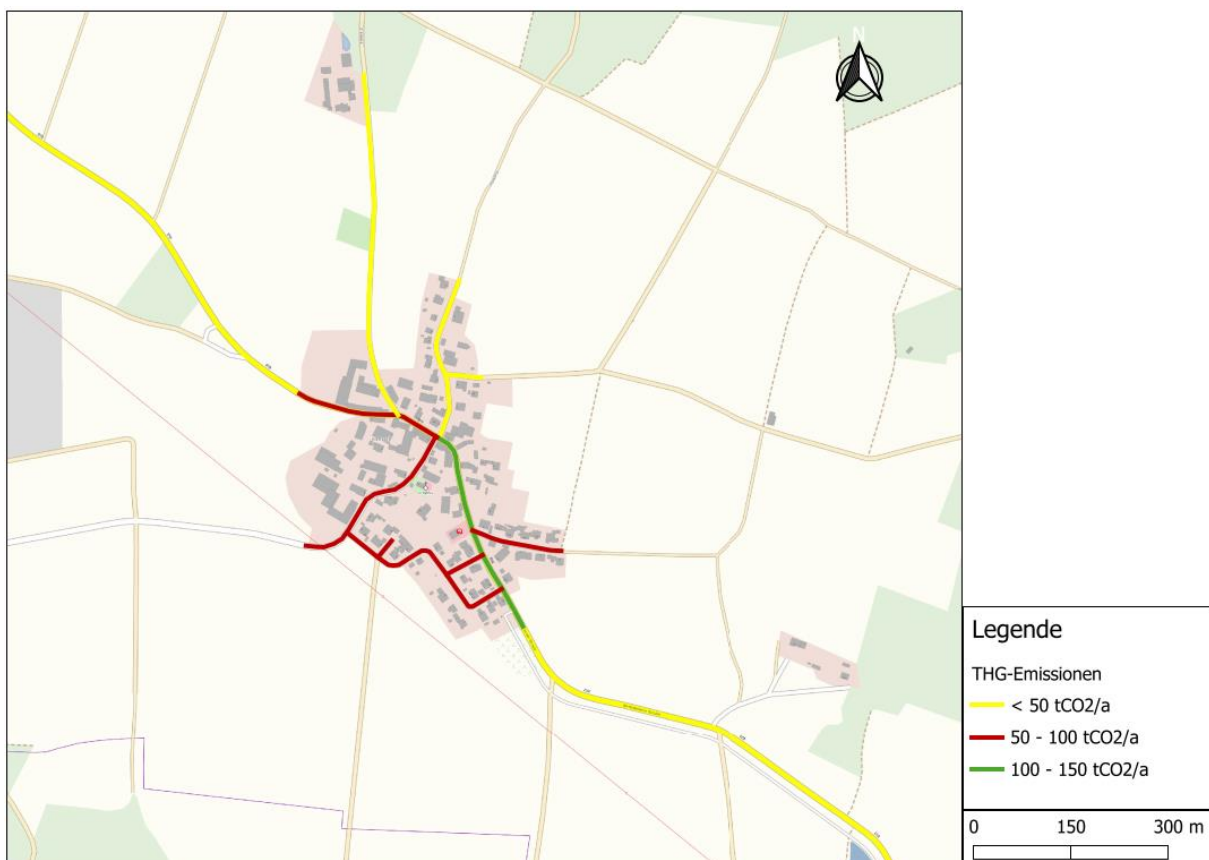 N
Legende
THG-Emissionen
< 50 tCO2/a
50 - 100 tCO2/a
100 - 150 tCO2/a
0 150 300 m